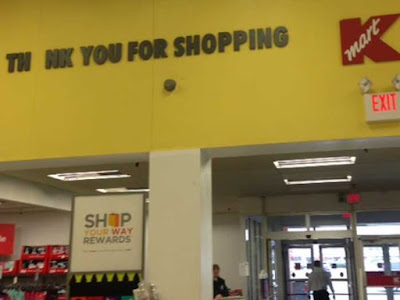 TH NK YOU FOR SHOPPING
kmart
EXIT
SHOP
YOUR WAY
REWARDS